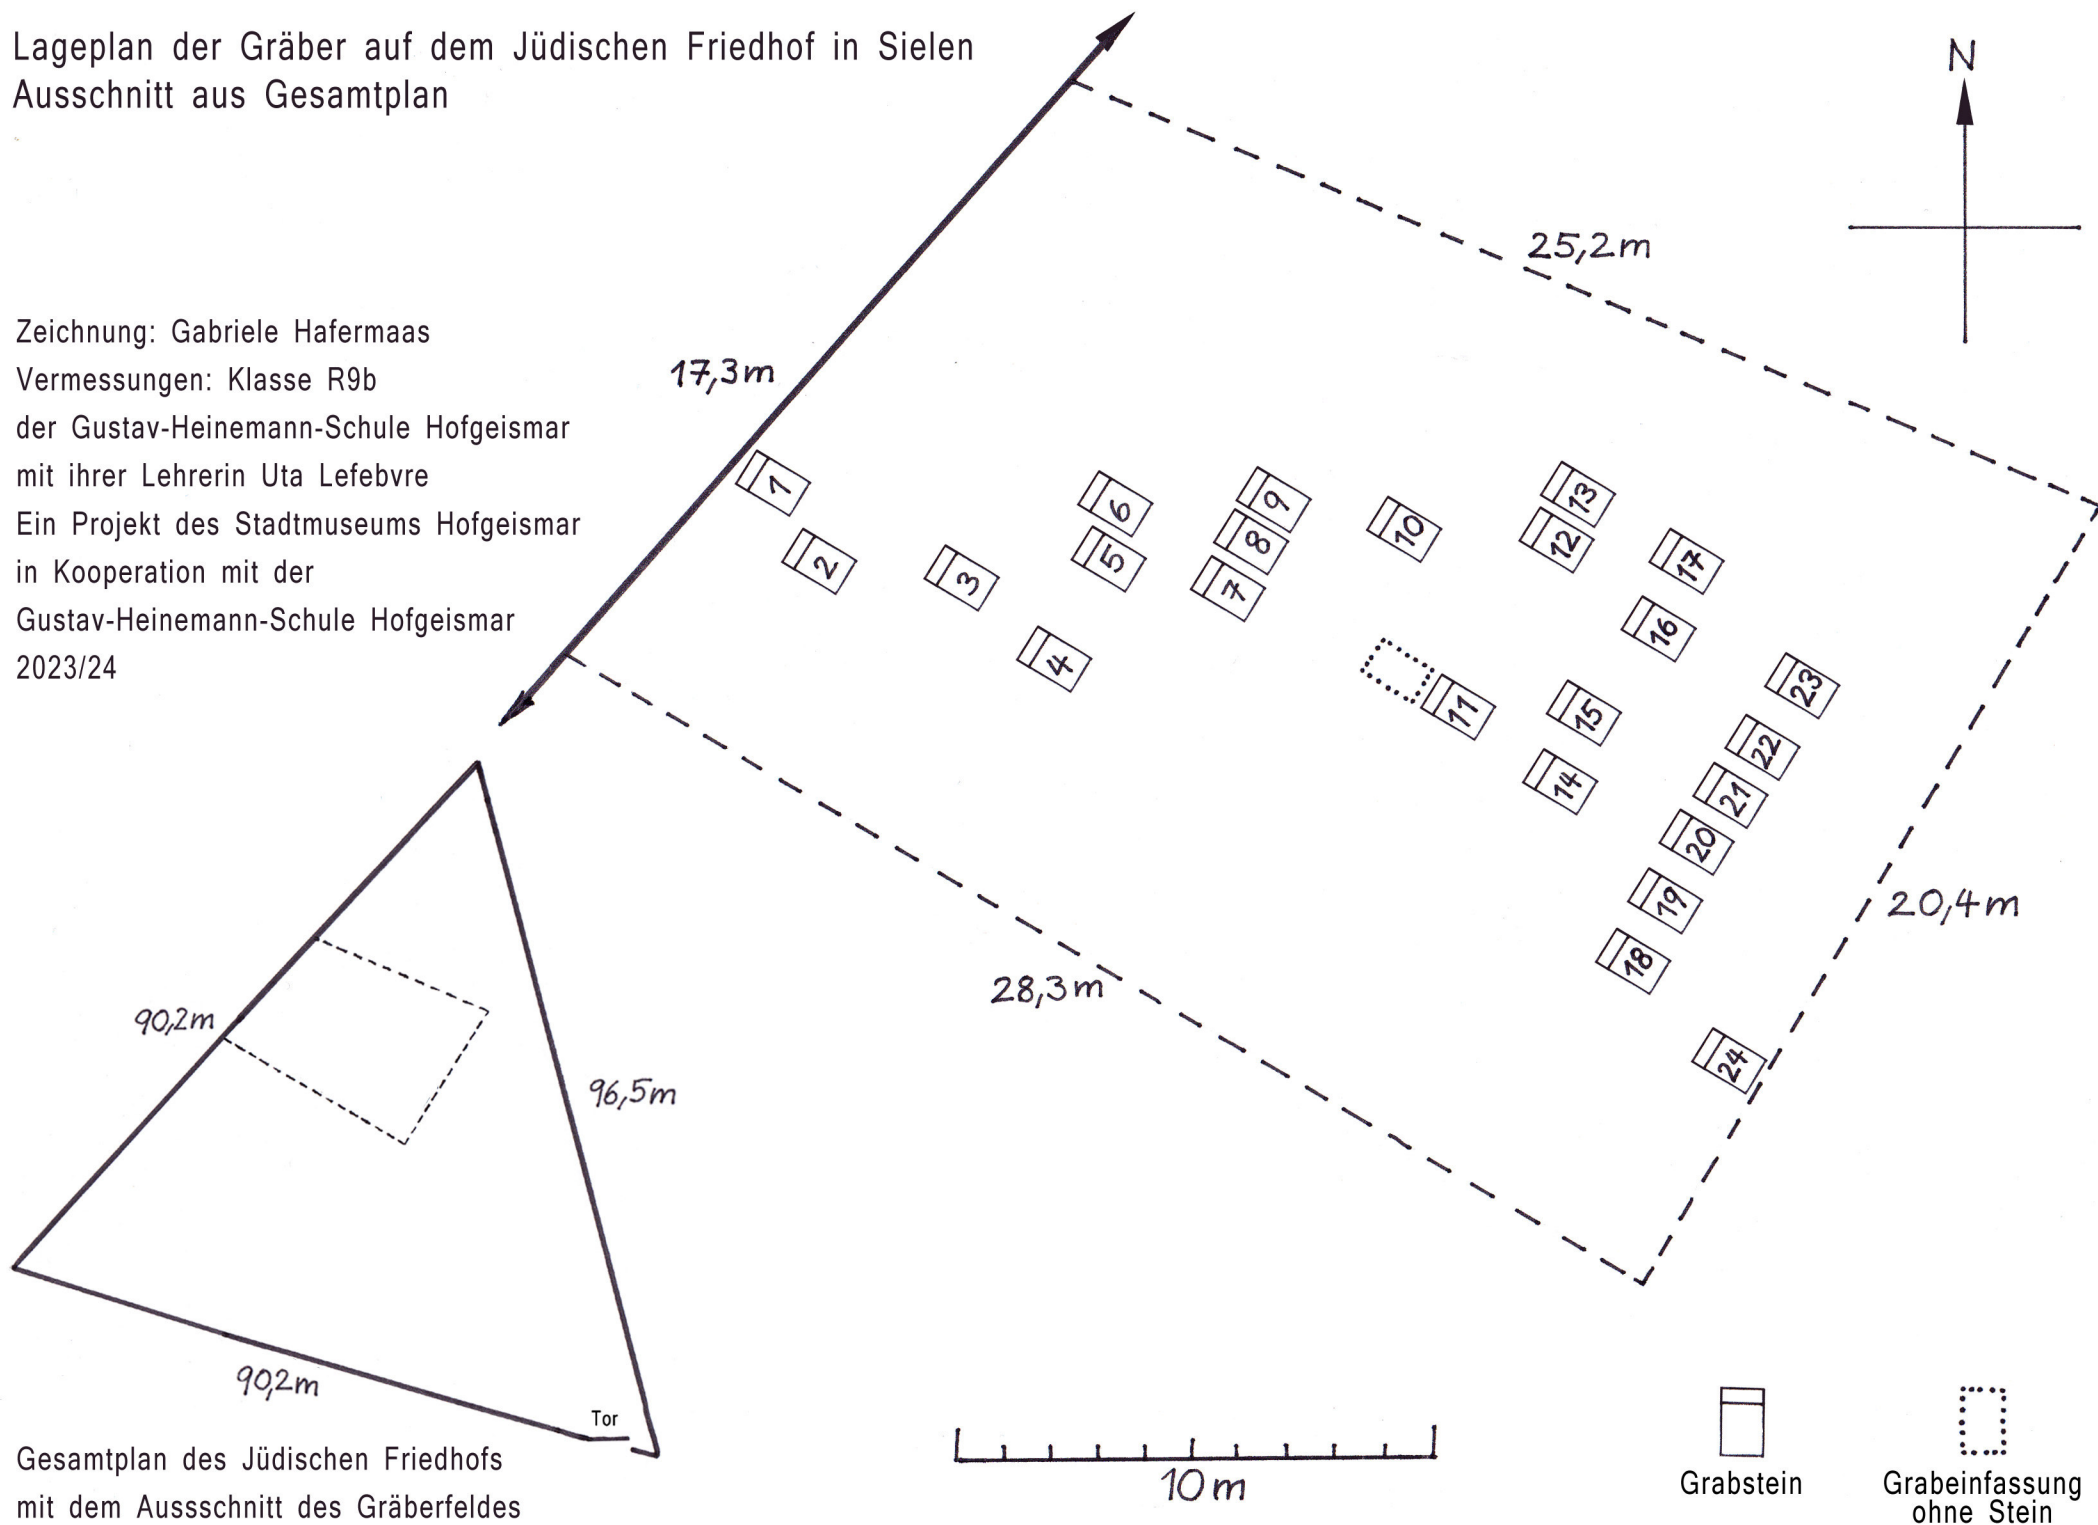 Lageplan der Gräber auf dem Jüdischen Friedhof in Sielen
Ausschnitt aus Gesamtplan
N
25,2m
Zeichnung: Gabriele Hafermaas
Vermessungen: Klasse R9b
der Gustav-Heinemann-Schule Hofgeismar
mit ihrer Lehrerin Uta Lefebvre
Ein Projekt des Stadtmuseums Hofgeismar
in Kooperation mit der
Gustav-Heinemann-Schule Hofgeismar
2023/24
17,3m
1
2
3
4
5
6
7
8
9
10
11
12
13
14
15
16
17
18
19
20
21
22
23
24
20,4m
28,3m
90,2m
96,5m
90,2m
Tor
Gesamtplan des Jüdischen Friedhofs
mit dem Aussschnitt des Gräberfeldes
10m
Grabstein
Grabeinfassung
ohne Stein